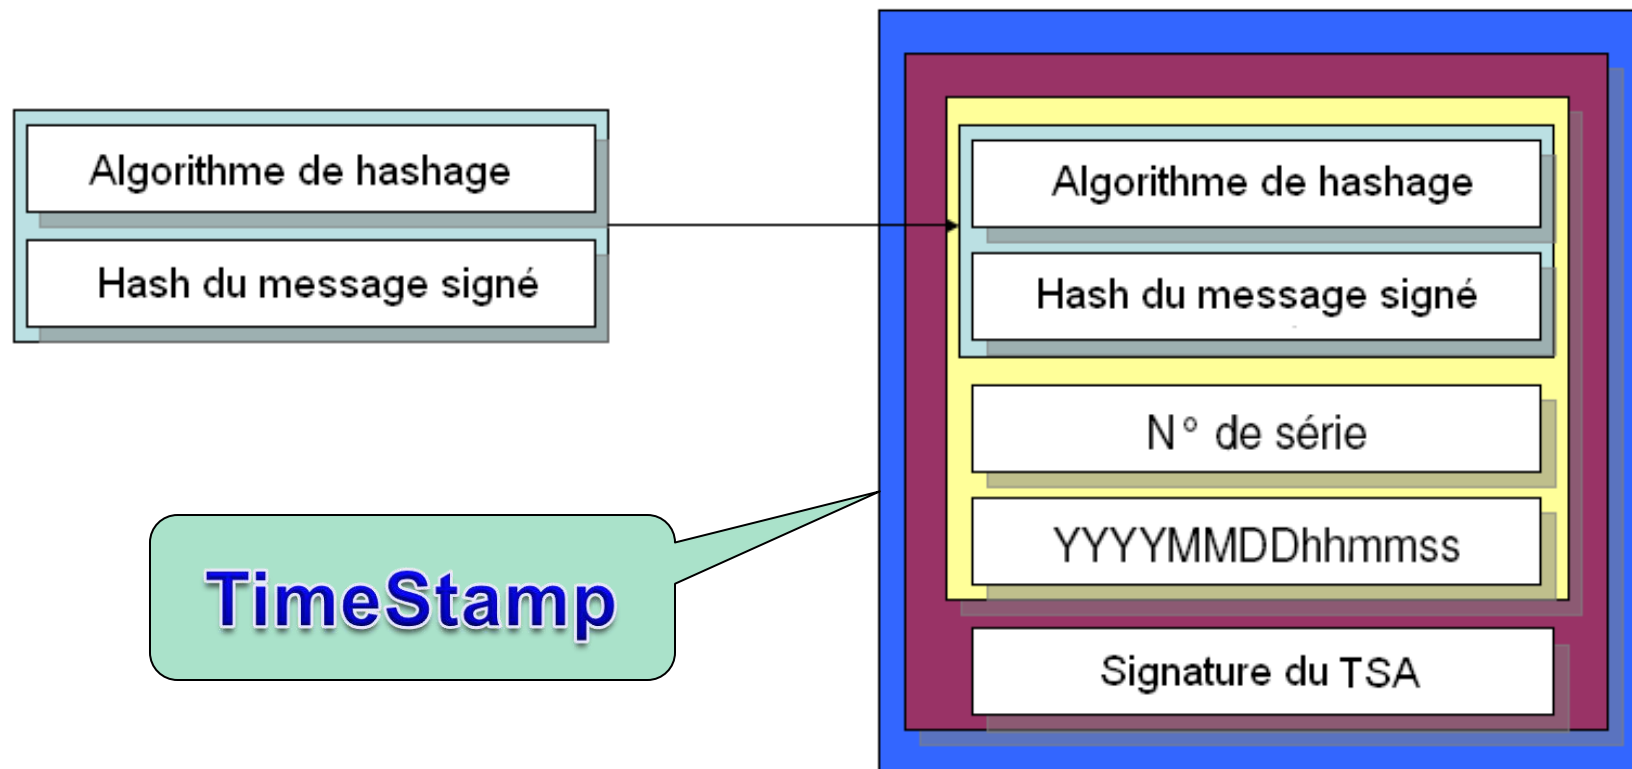 Algorithme de hashage
Hash du message signé
TimeStamp
Algorithme de hashage
Hash du message signé
N° de série
YYYYMMDDhhmmss
Signature du TSA